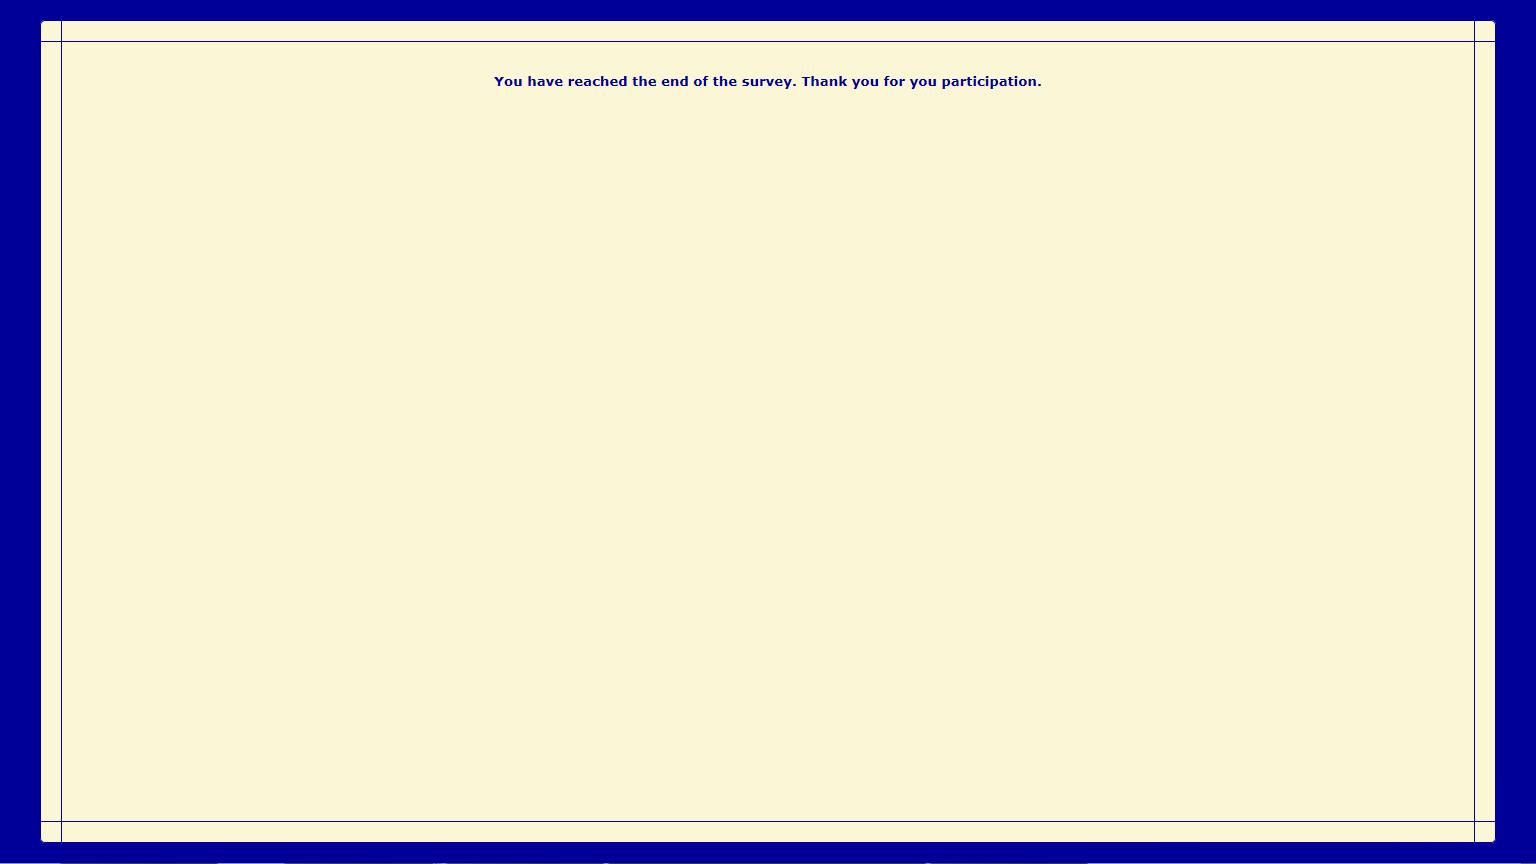 You have reached the end of the survey. Thank you for you participation.